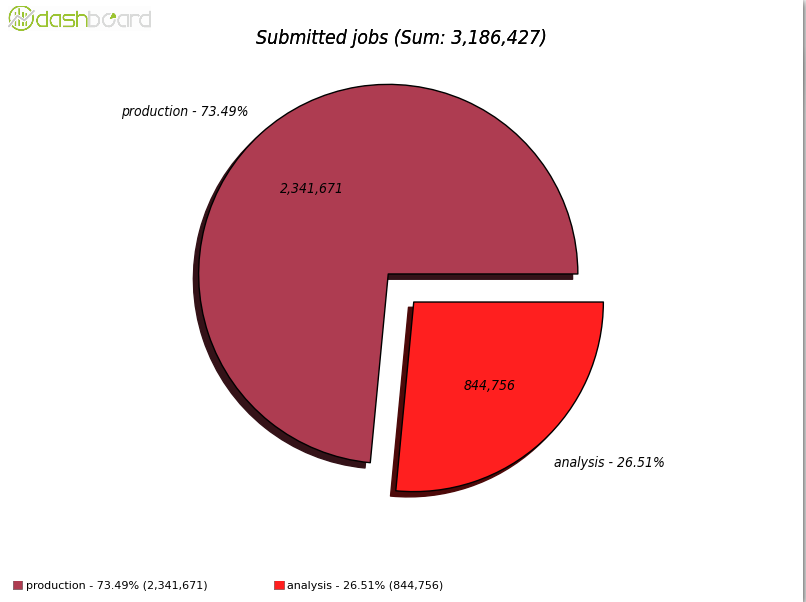 dashboard
Submitted jobs (Sum: 3,186,427)
production - 73.49%
2,341,671
844,756
analysis - 26.51%
production - 73.49% (2,341,671)
analysis - 26.51% (844,756)